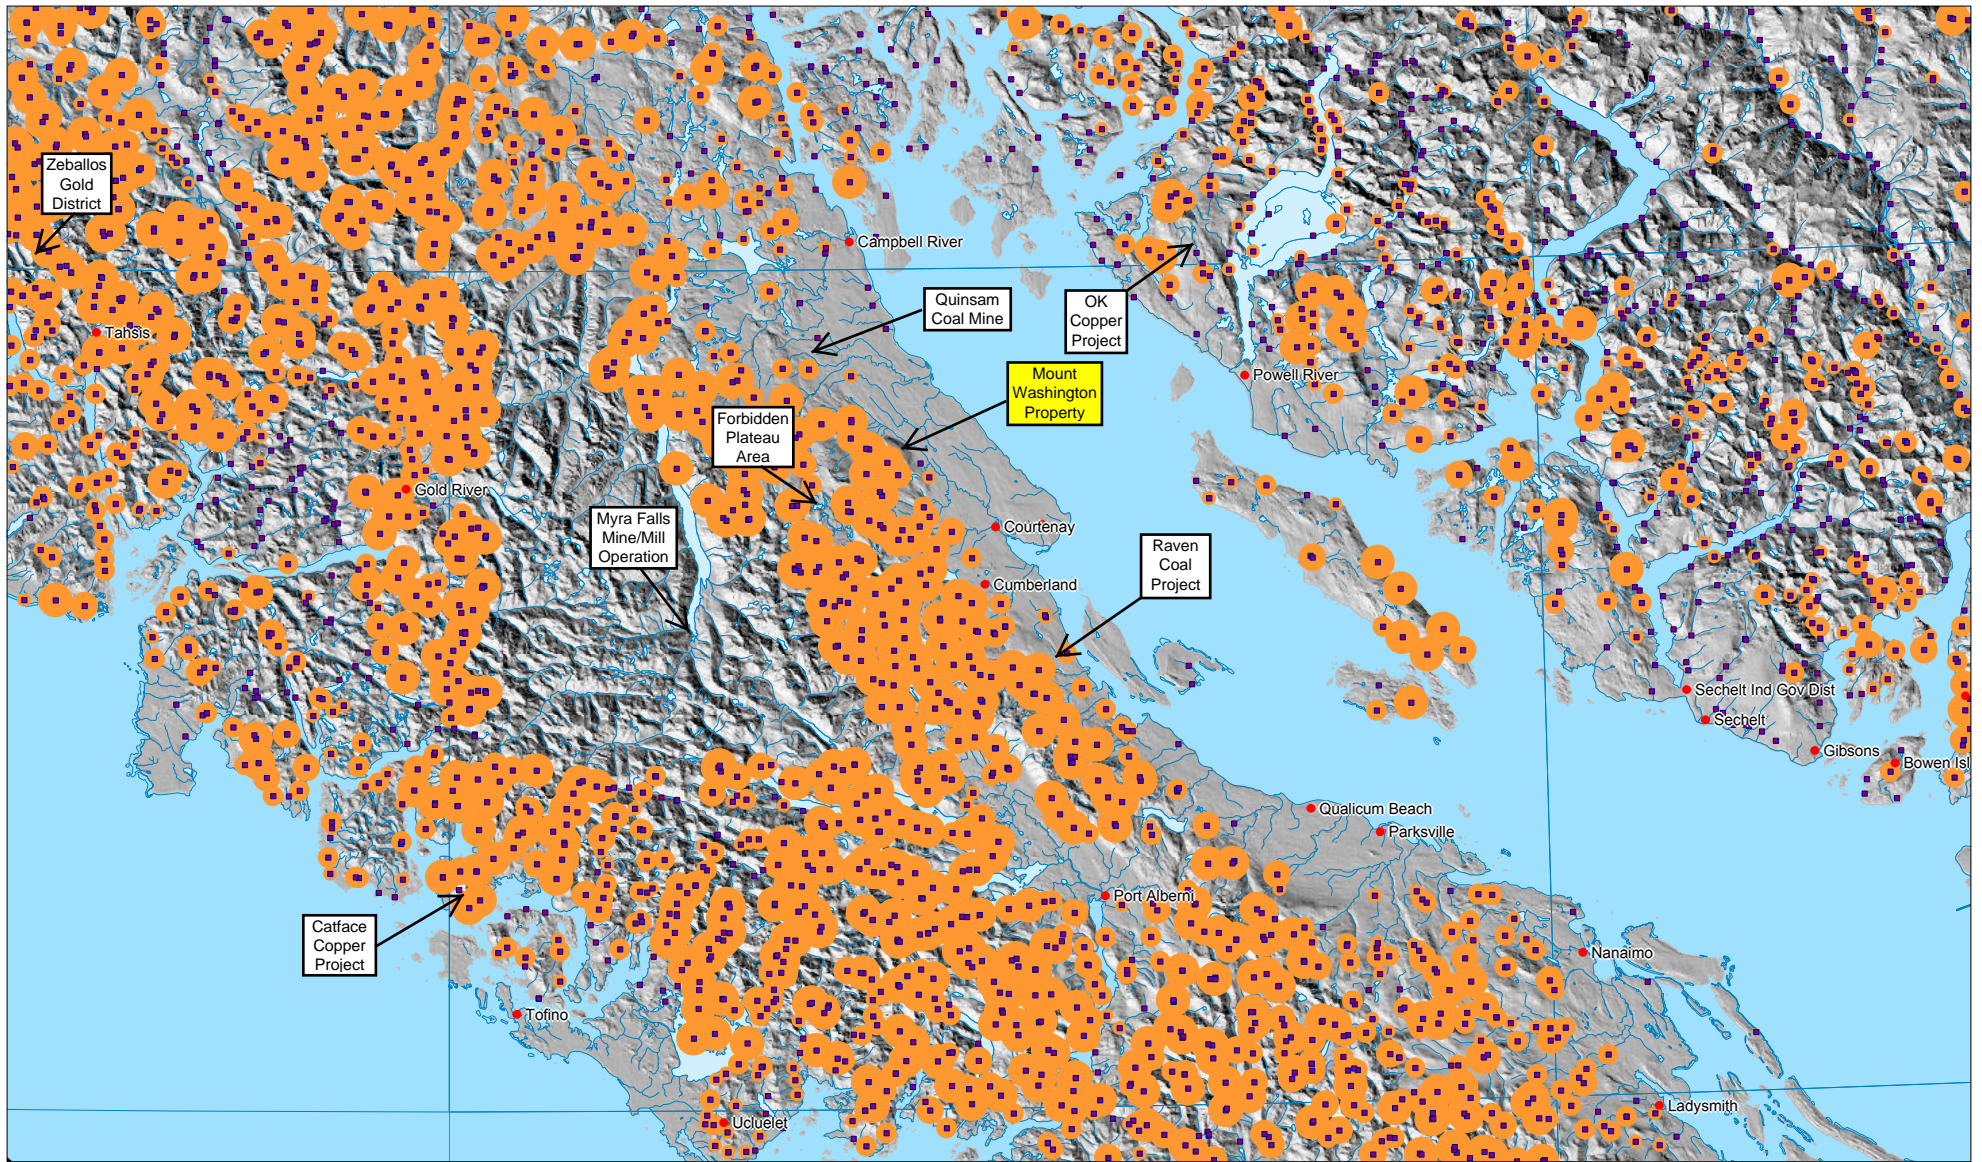 Zeballos
Gold
District
Campbell River
Quinsam
Coal Mine
OK
Copper
Project
Tahsis
Mount
Washington
Property
Powell River
Forbidden
Plateau
Area
Gold River
Myra Falls
Mine/Mill
Operation
Courtenay
Raven
Coal
Project
Cumberland
Sechelt Ind Gov Dist
Sechelt
Gibsons
Bowen Isl
Qualicum Beach
Parksville
Port Alberni
Catface
Copper
Project
Nanaimo
Tofino
Ladysmith
Ucluelet